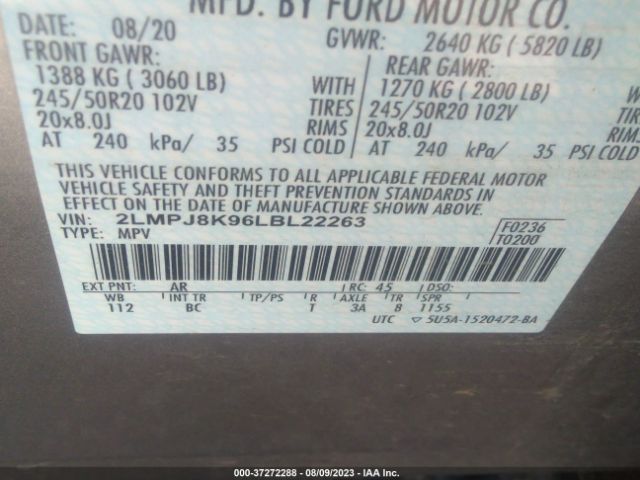 MFD. BY FORD MOTOR CO.
DATE: 08/20 GVWR: 2640 KG ( 5820 LB)
FRONT GAWR: REAR GAWR:
1388 KG ( 3060 LB) WITH 1270 KG ( 2800 LB)
245/50R20 102V TIRES 245/50R20 102V
20x8.0J RIMS 20x8.0J
AT 240 kPa/ 35 PSI COLD AT 240 kPa/ 35 PSI COLD
THIS VEHICLE CONFORMS TO ALL APPLICABLE FEDERAL MOTOR
VEHICLE SAFETY AND THEFT PREVENTION STANDARDS IN
EFFECT ON THE DATE OF MANUFACTURE SHOWN ABOVE.
VIN: 2LMPJ8K96LBL22263 F0236
TYPE: MPV T0200
EXT PNT: AR RC: 45 DSO:
WB INT TR TP/PS R AXLE TR SPR
112 BC T 3A 8 1155
UTC ▽ 5U5A-1520472-BA
000-37272288 - 08/09/2023 - IAA Inc.